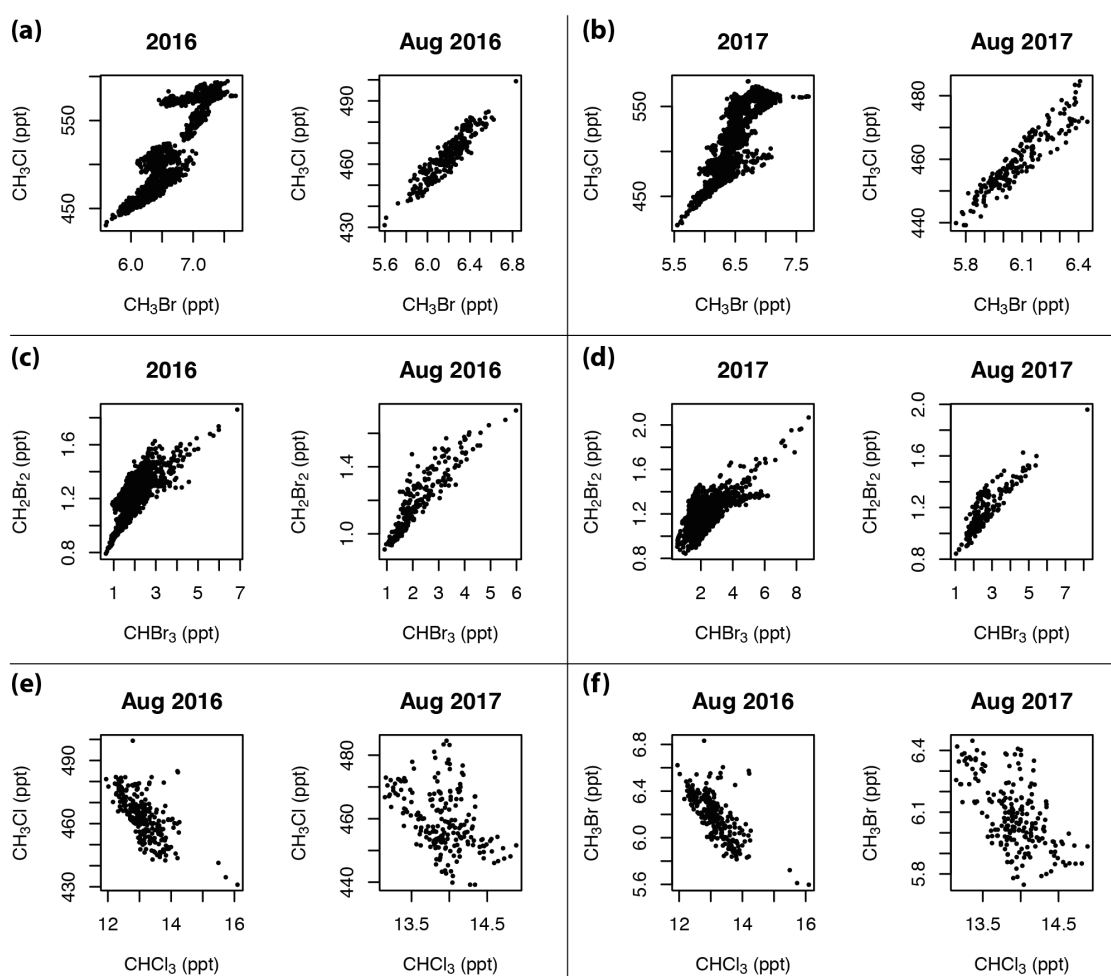 (a)
2016
CH₃Cl (ppt)
450
550
6.0
7.0
CH₃Br (ppt)
Aug 2016
CH₃Cl (ppt)
430
460
490
5.6
6.0
6.4
6.8
CH₃Br (ppt)
(b)
2017
CH₃Cl (ppt)
450
550
5.5
6.5
7.5
CH₃Br (ppt)
Aug 2017
CH₃Cl (ppt)
440
460
480
5.8
6.1
6.4
CH₃Br (ppt)
(c)
2016
CH₂Br₂ (ppt)
0.8
1.2
1.6
1
3
5
7
CHBr₃ (ppt)
Aug 2016
CH₂Br₂ (ppt)
1.0
1.4
1
2
3
4
5
6
CHBr₃ (ppt)
(d)
2017
CH₂Br₂ (ppt)
0.8
1.2
1.6
2.0
2
4
6
8
CHBr₃ (ppt)
Aug 2017
CH₂Br₂ (ppt)
0.8
1.2
1.6
2.0
1
3
5
7
CHBr₃ (ppt)
(e)
Aug 2016
CH₃Cl (ppt)
430
460
490
12
14
16
CHCl₃ (ppt)
Aug 2017
CH₃Cl (ppt)
440
460
480
13.5
14.5
CHCl₃ (ppt)
(f)
Aug 2016
CH₃Br (ppt)
5.6
6.0
6.4
6.8
12
14
16
CHCl₃ (ppt)
Aug 2017
CH₃Br (ppt)
5.8
6.1
6.4
13.5
14.5
CHCl₃ (ppt)